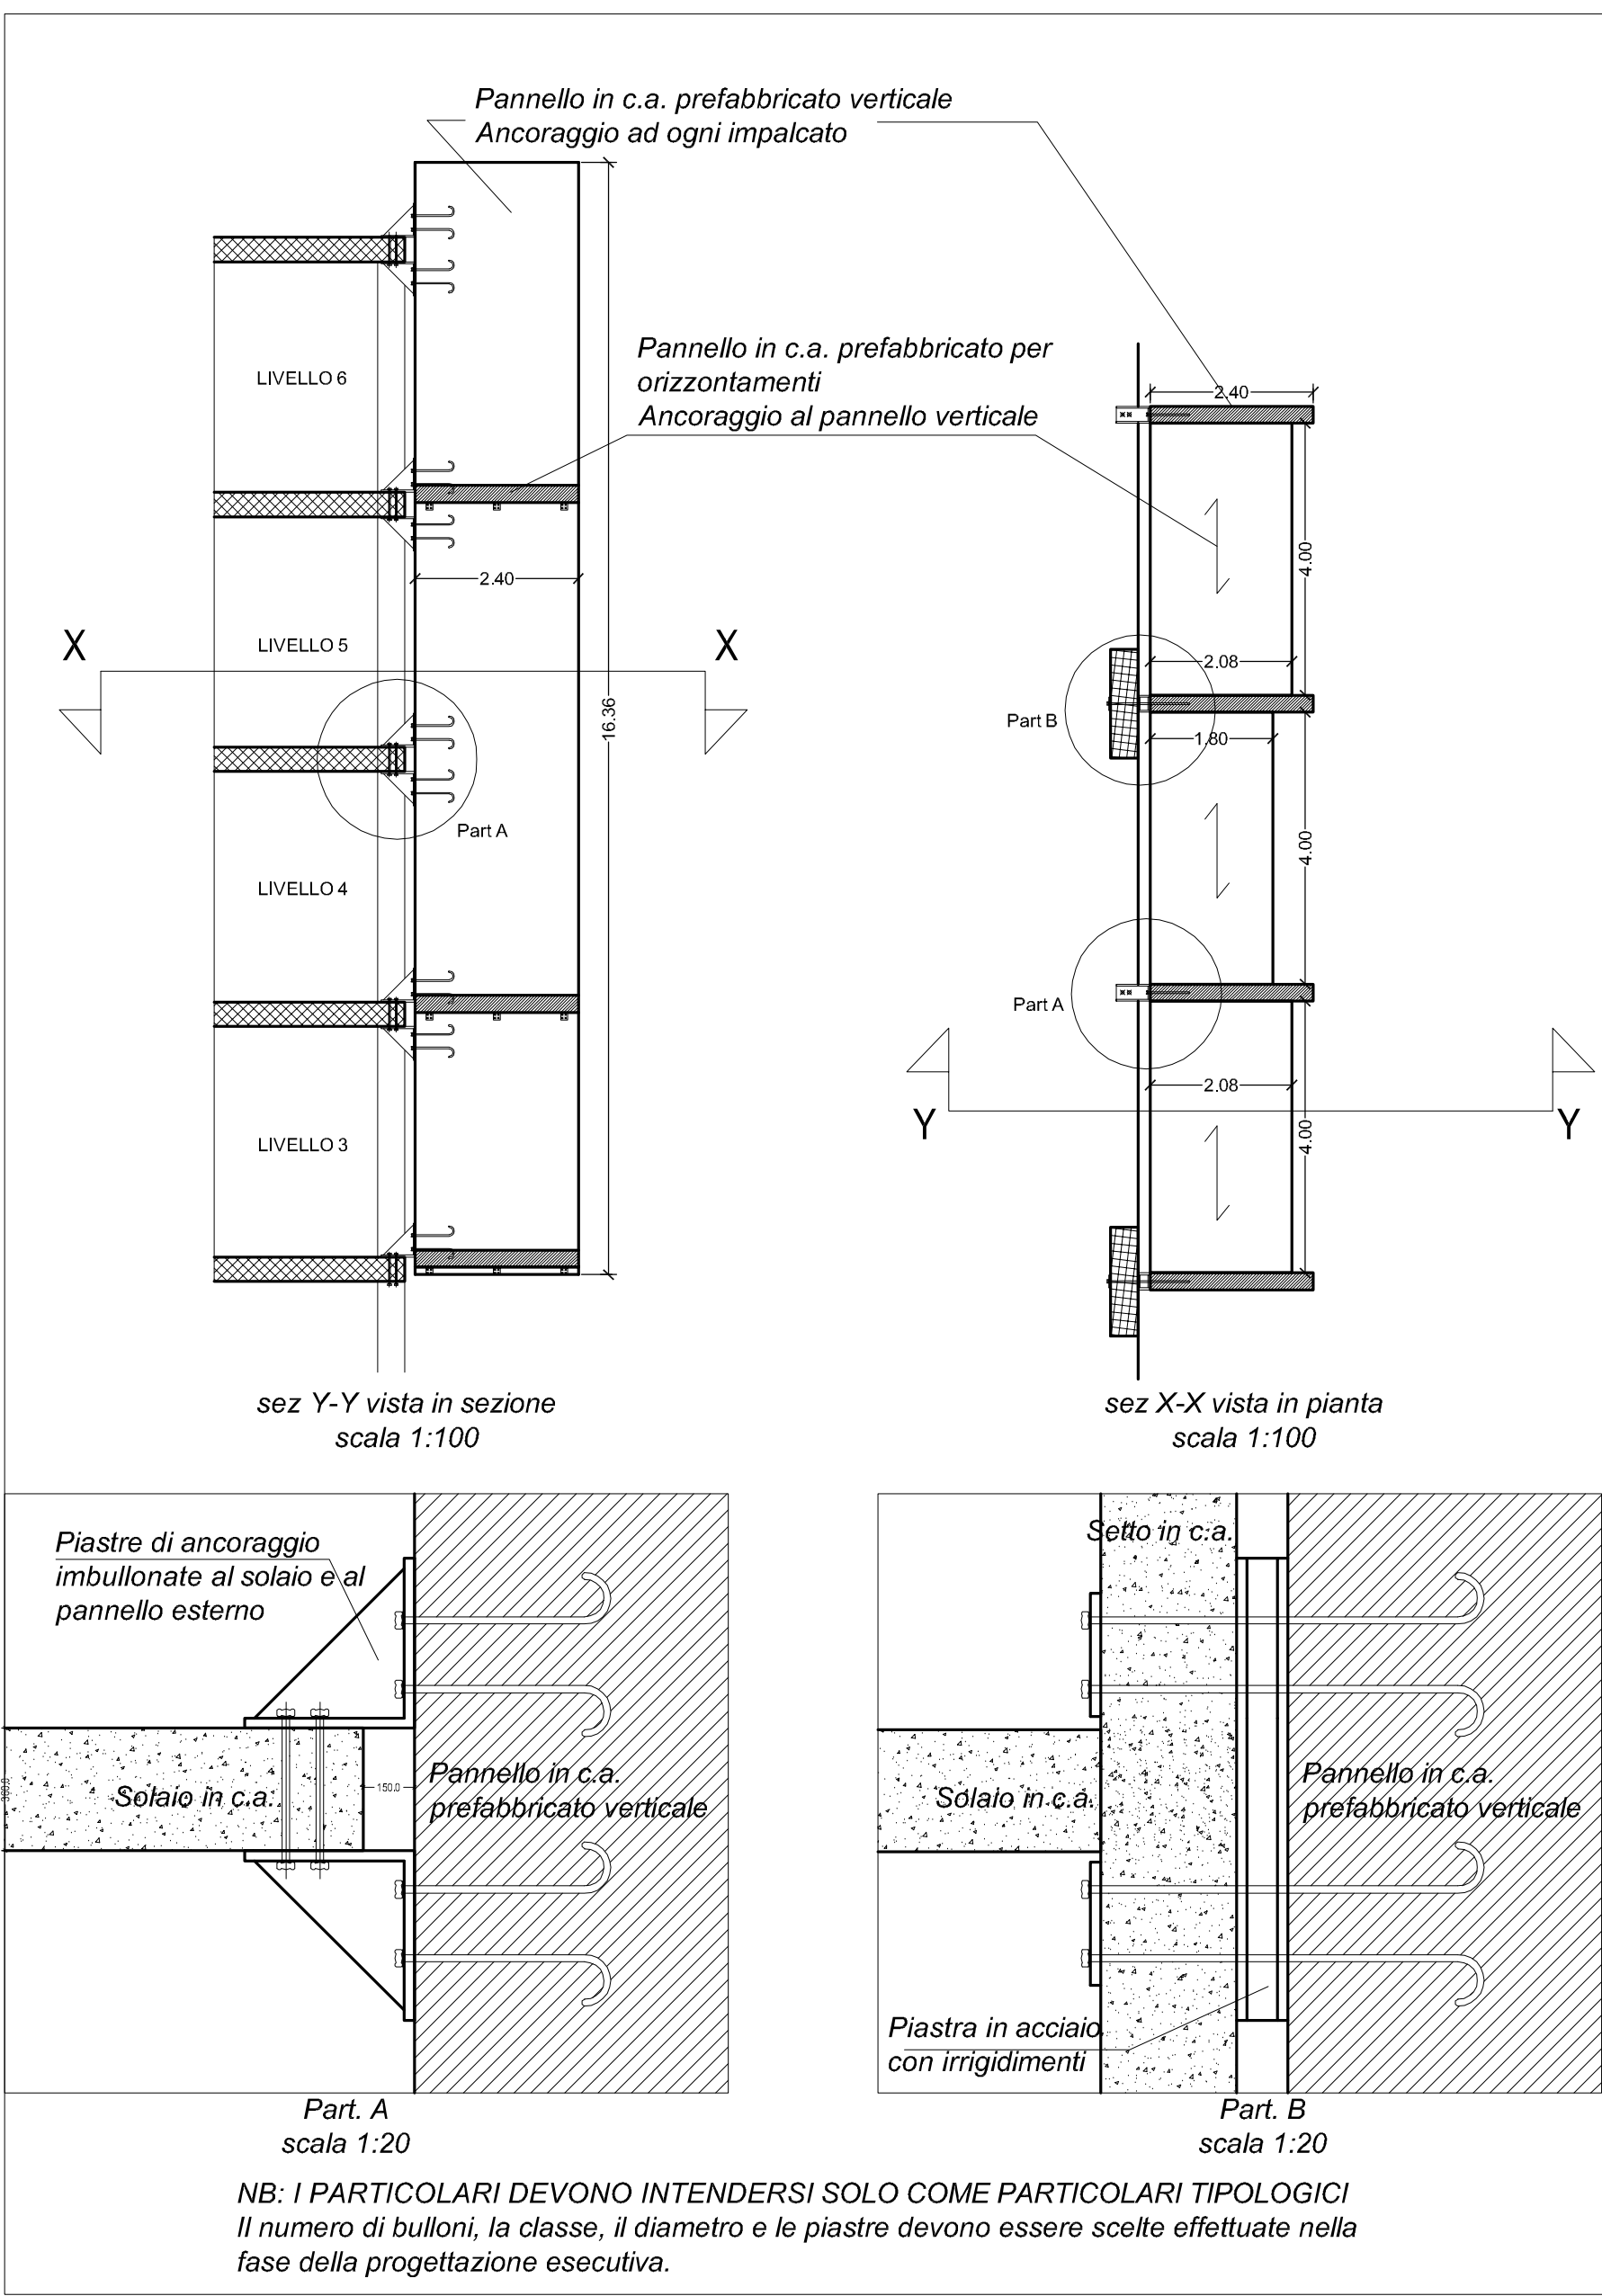 Pannello in c.a. prefabbricato verticale
Ancoraggio ad ogni impalcato
Pannello in c.a. prefabbricato per
orizzontamenti
Ancoraggio al pannello verticale
LIVELLO 6
2.40
X
X
LIVELLO 5
16.36
Part A
LIVELLO 4
LIVELLO 3
2.40
4.00
2.08
Part B
1.80
4.00
Part A
2.08
4.00
Y
Y
sez Y-Y vista in sezione
scala 1:100
sez X-X vista in pianta
scala 1:100
Piastre di ancoraggio
imbullonate al solaio e al
pannello esterno
Solaio in c.a.
150.0
Pannello in c.a.
prefabbricato verticale
Part. A
scala 1:20
Setto in c.a.
Solaio in c.a.
Pannello in c.a.
prefabbricato verticale
Piastra in acciaio
con irrigidimenti
Part. B
scala 1:20
NB: I PARTICOLARI DEVONO INTENDERSI SOLO COME PARTICOLARI TIPOLOGICI
Il numero di bulloni, la classe, il diametro e le piastre devono essere scelte effettuate nella
fase della progettazione esecutiva.